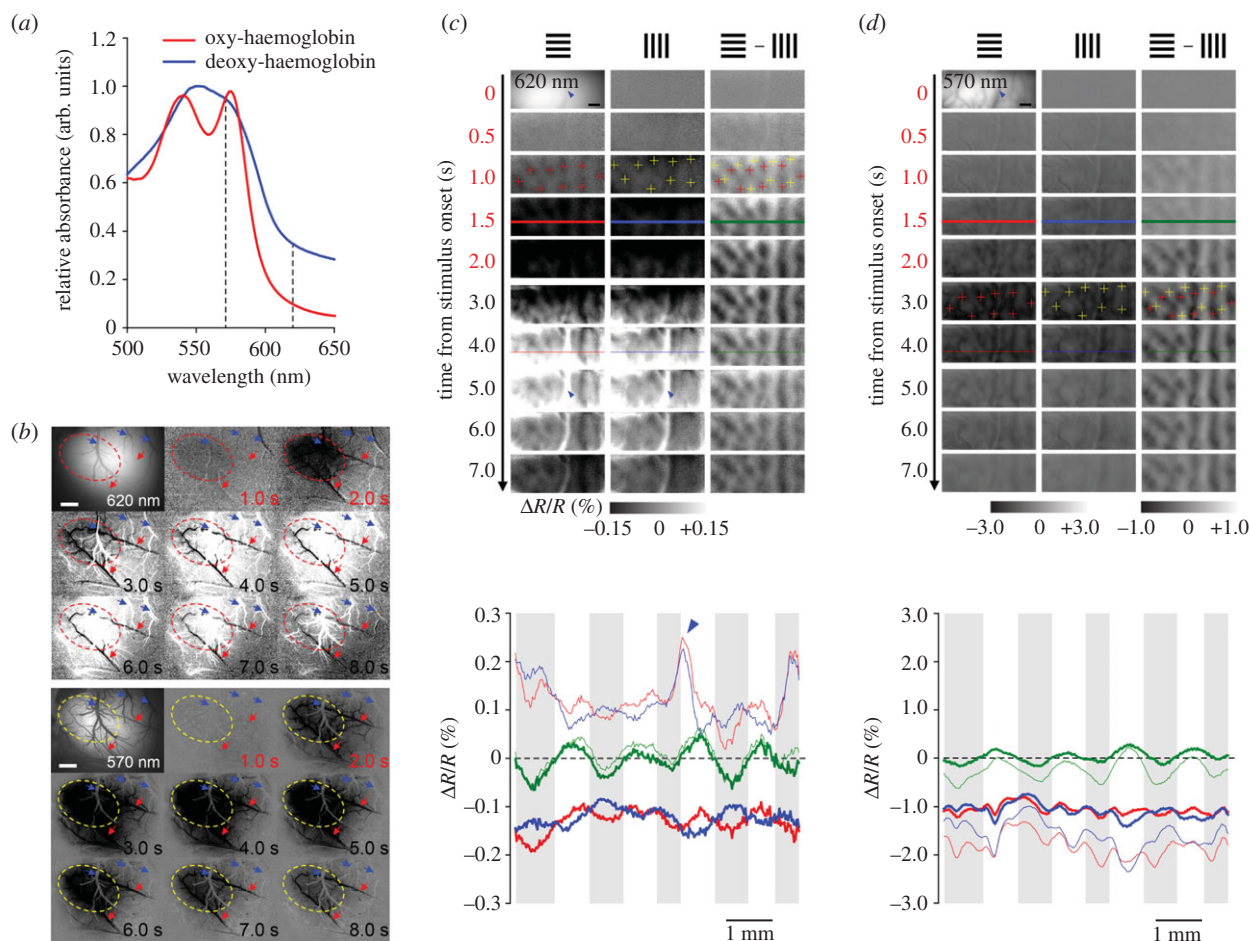 (a)
1.2
1.0
0.8
0.6
0.4
0.2
0
relative absorbance (arb. units)
oxy-haemoglobin
deoxy-haemoglobin
500
550
600
650
wavelength (nm)
(b)
620 nm
1.0 s
2.0 s
3.0 s
4.0 s
5.0 s
6.0 s
7.0 s
8.0 s
570 nm
1.0 s
2.0 s
3.0 s
4.0 s
5.0 s
6.0 s
7.0 s
8.0 s
(c)
–
620 nm
time from stimulus onset (s)
0
0.5
1.0
1.5
2.0
3.0
4.0
5.0
6.0
7.0
ΔR/R (%)
–0.15 0 +0.15
0.3
0.2
0.1
0
–0.1
–0.2
–0.3
ΔR/R (%)
1 mm
(d)
–
570 nm
time from stimulus onset (s)
0
0.5
1.0
1.5
2.0
3.0
4.0
5.0
6.0
7.0
–3.0 0 +3.0
–1.0 0 +1.0
3.0
2.0
1.0
0
–1.0
–2.0
–3.0
ΔR/R (%)
1 mm